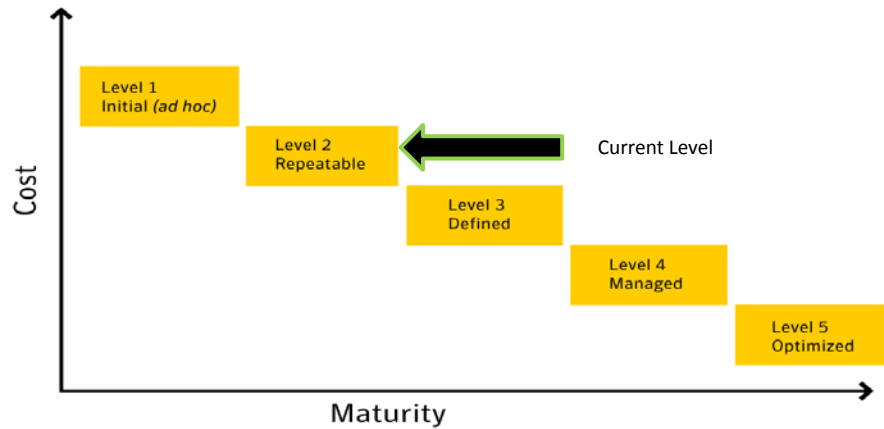 Level 1
Initial (ad hoc)
Level 2
Repeatable
Current Level
Level 3
Defined
Level 4
Managed
Level 5
Optimized
Cost
Maturity